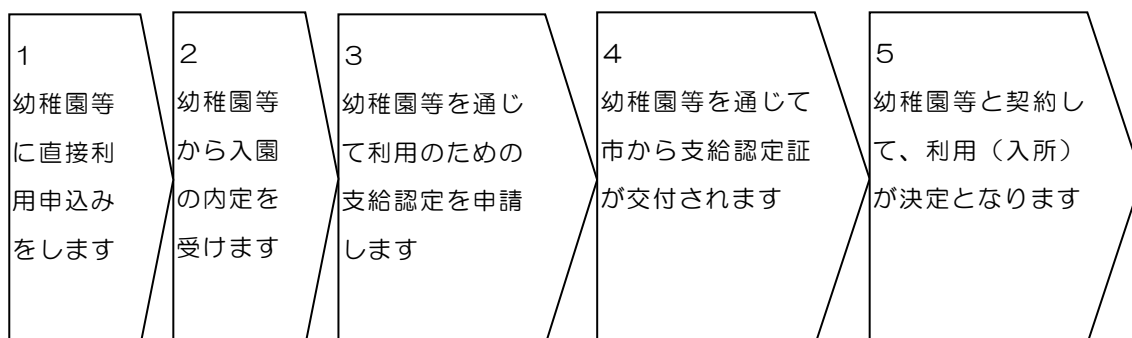 1
幼稚園等
に直接利
用申込み
をします
2
幼稚園等
から入園
の内定を
受けます
3
幼稚園等を通じ
て利用のための
支給認定を申請
します
4
幼稚園等を通じて
市から支給認定証
が交付されます
5
幼稚園等と契約し
て、利用（入所）
が決定となります